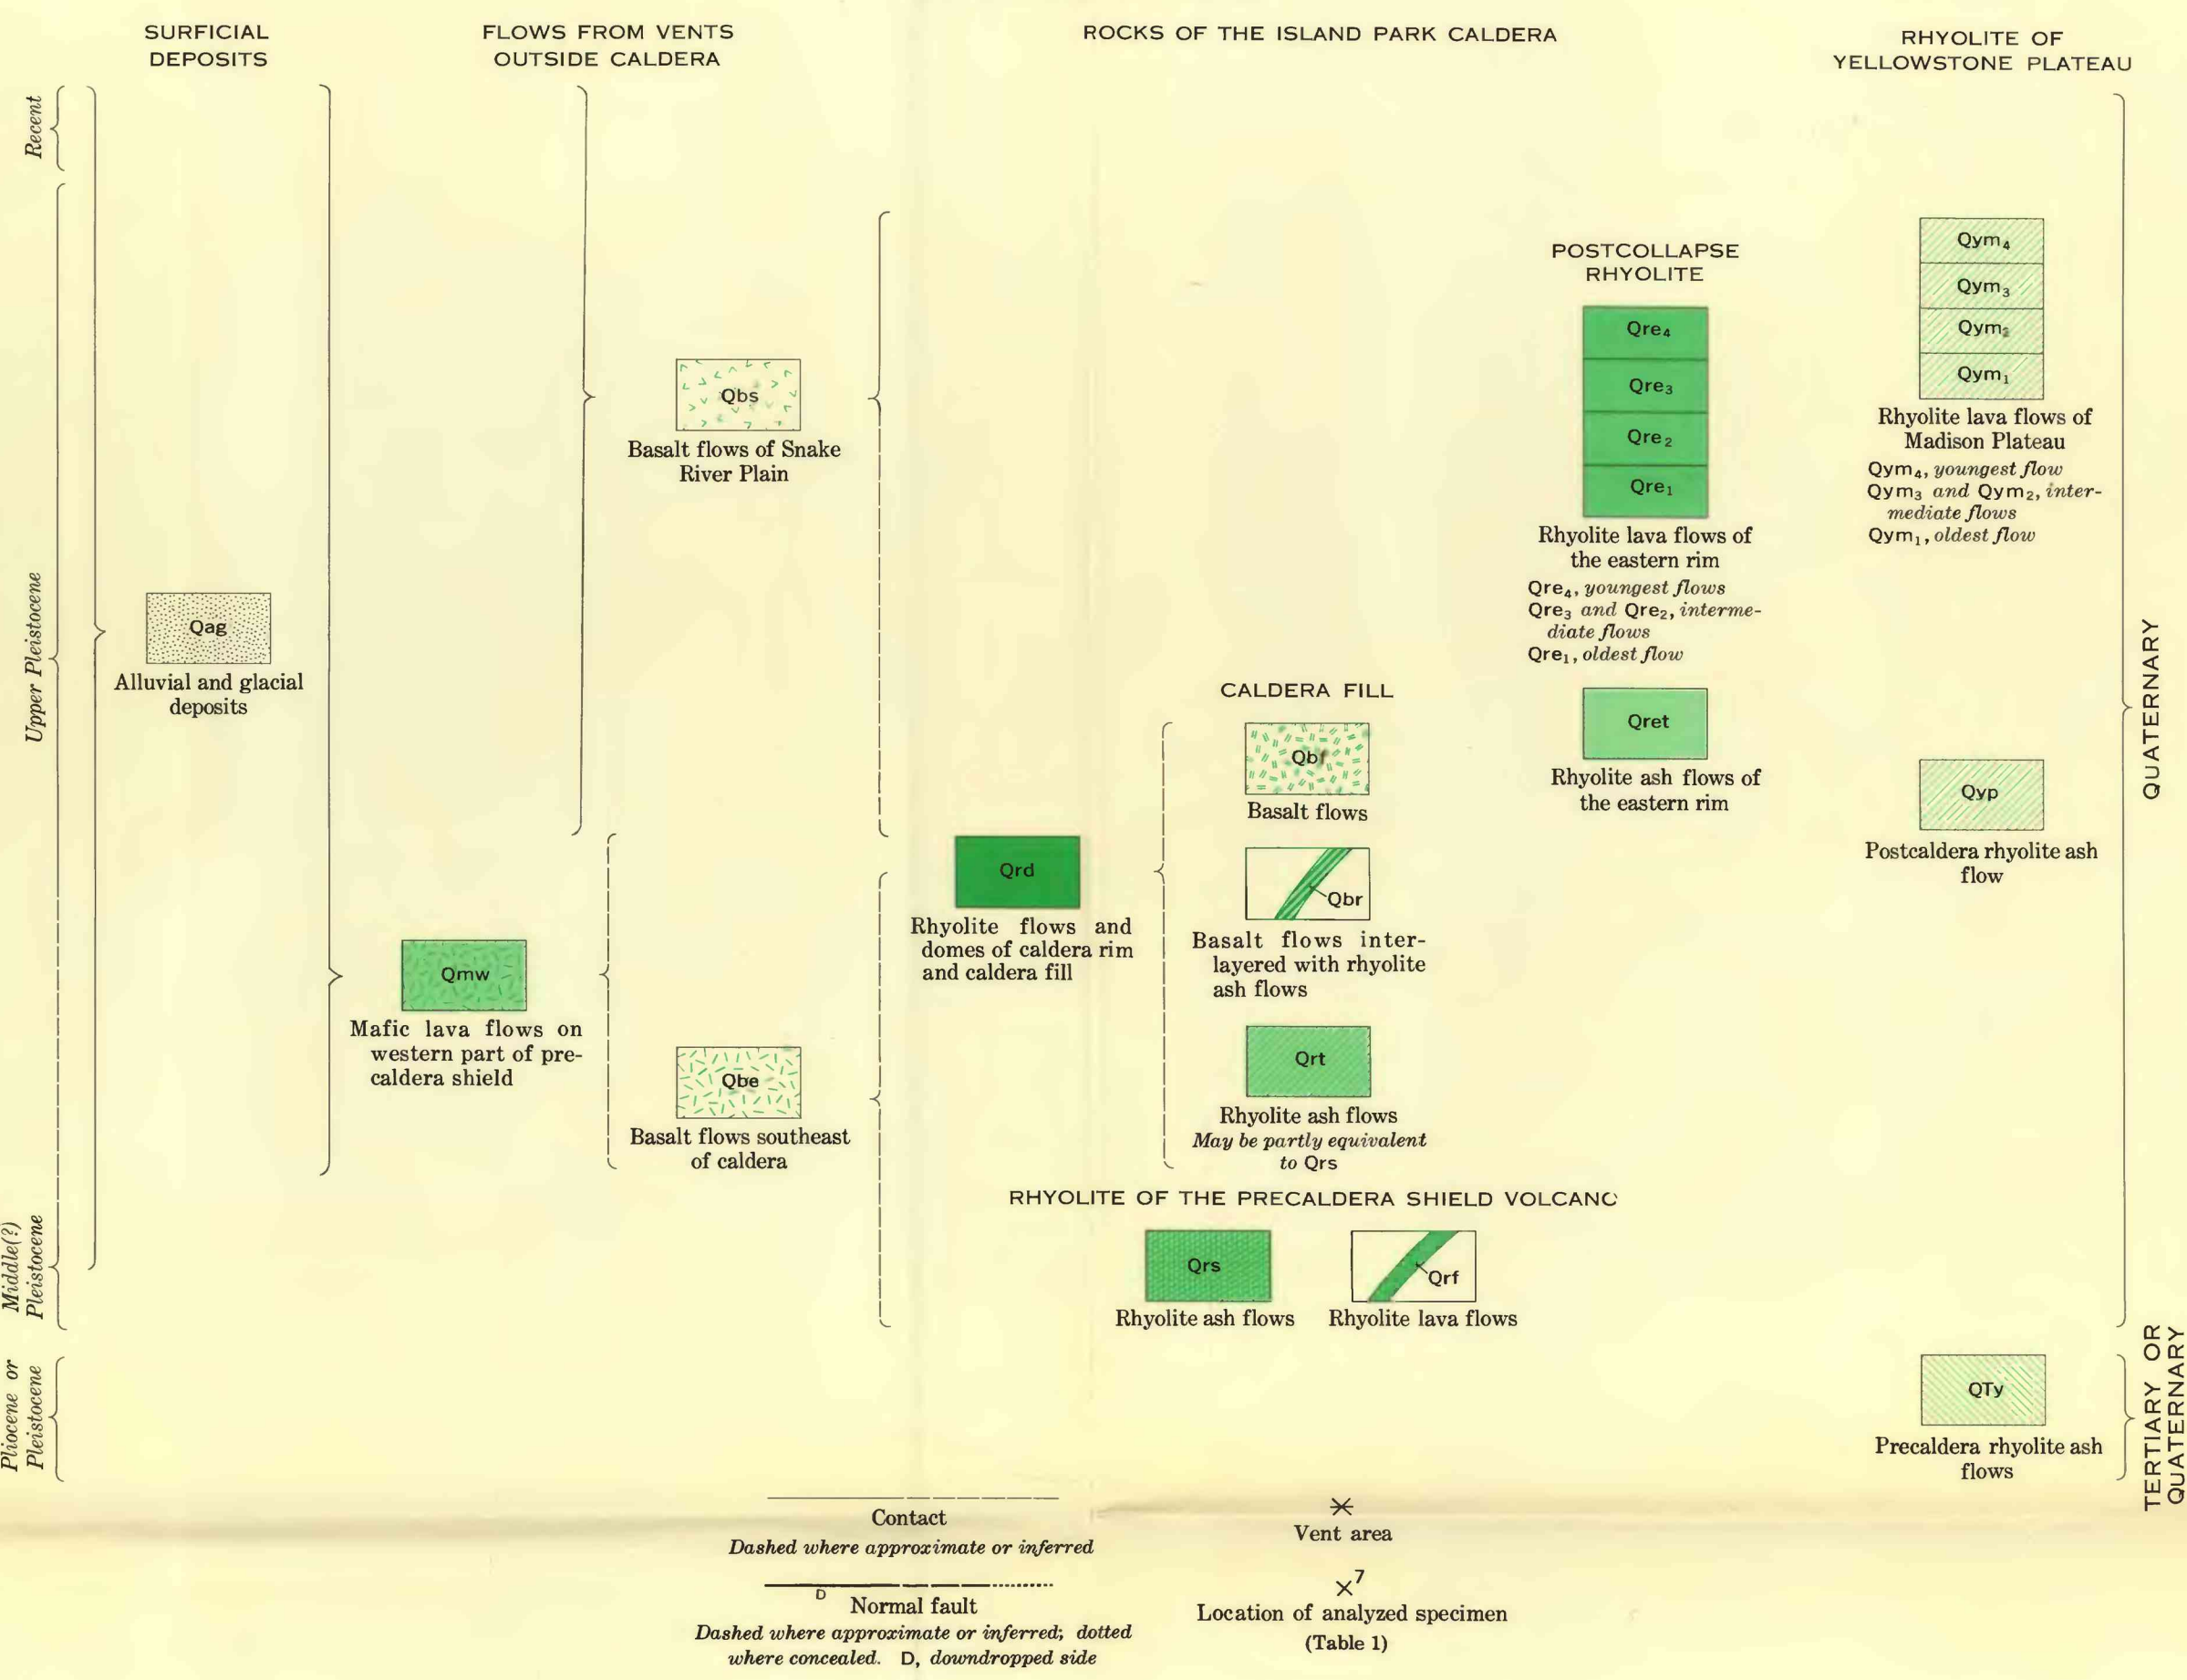 SURFICIAL
DEPOSITS
FLOWS FROM VENTS
OUTSIDE CALDERA
ROCKS OF THE ISLAND PARK CALDERA
RHYOLITE OF
YELLOWSTONE PLATEAU
Recent
Upper Pleistocene
Middle(?)
Pleistocene
Pliocene or
Pleistocene
Qag
Alluvial and glacial
deposits
Qmw
Mafic lava flows on
western part of pre-
caldera shield
Qbs
Basalt flows of Snake
River Plain
Qbe
Basalt flows southeast
of caldera
Qrd
Rhyolite flows and
domes of caldera rim
and caldera fill
CALDERA FILL
Qbf
Basalt flows
Qbr
Basalt flows inter-
layered with rhyolite
ash flows
Qrt
Rhyolite ash flows
May be partly equivalent
to Qrs
RHYOLITE OF THE PRECALDERA SHIELD VOLCANO
Qrs
Rhyolite ash flows
Qrf
Rhyolite lava flows
POSTCOLLAPSE
RHYOLITE
Qre₄
Qre₃
Qre₂
Qre₁
Rhyolite lava flows of
the eastern rim
Qre₄, youngest flows
Qre₃ and Qre₂, interme-
diate flows
Qre₁, oldest flow
Qret
Rhyolite ash flows of
the eastern rim
Qym₄
Qym₃
Qym₂
Qym₁
Rhyolite lava flows of
Madison Plateau
Qym₄, youngest flow
Qym₃ and Qym₂, inter-
mediate flows
Qym₁, oldest flow
Qyp
Postcaldera rhyolite ash
flow
QTy
Precaldera rhyolite ash
flows
QUATERNARY
TERTIARY OR
QUATERNARY
Contact
Dashed where approximate or inferred
D
Normal fault
Dashed where approximate or inferred; dotted
where concealed. D, downdropped side
Vent area
×⁷
Location of analyzed specimen
(Table 1)